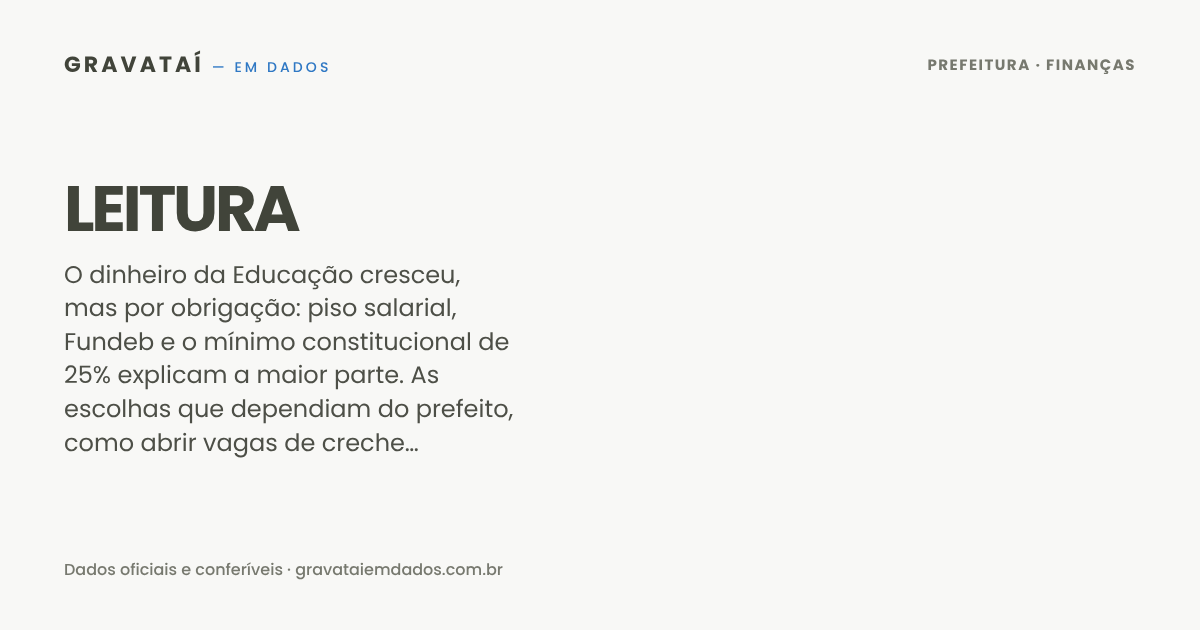 GRAVATAÍ — EM DADOS
PREFEITURA · FINANÇAS
LEITURA
O dinheiro da Educação cresceu,
mas por obrigação: piso salarial,
Fundeb e o mínimo constitucional de
25% explicam a maior parte. As
escolhas que dependiam do prefeito,
como abrir vagas de creche...
Dados oficiais e conferíveis · gravataiemdados.com.br